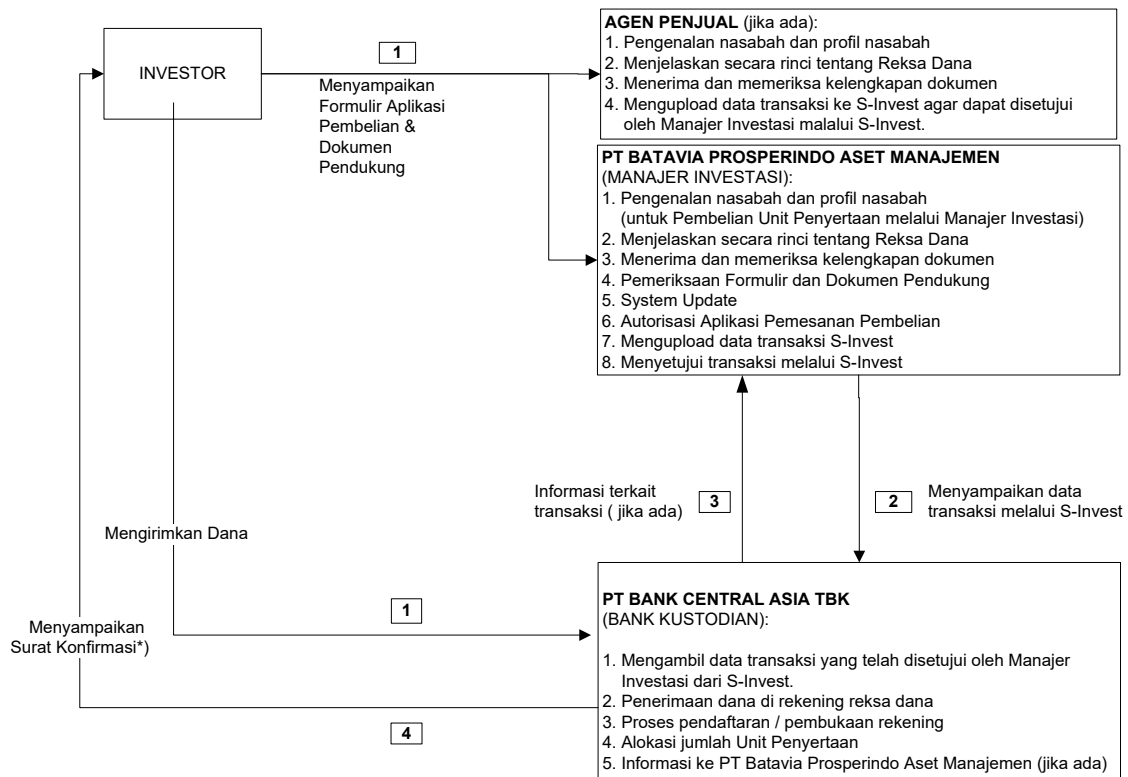 INVESTOR
1
Menyampaikan
Formulir Aplikasi
Pembelian &
Dokumen
Pendukung
AGEN PENJUAL (jika ada):
1. Pengenalan nasabah dan profil nasabah
2. Menjelaskan secara rinci tentang Reksa Dana
3. Menerima dan memeriksa kelengkapan dokumen
4. Mengupload data transaksi ke S-Invest agar dapat disetujui
oleh Manajer Investasi malalui S-Invest.
PT BATAVIA PROSPERINDO ASET MANAJEMEN
(MANAJER INVESTASI):
1. Pengenalan nasabah dan profil nasabah
(untuk Pembelian Unit Penyertaan melalui Manajer Investasi)
2. Menjelaskan secara rinci tentang Reksa Dana
3. Menerima dan memeriksa kelengkapan dokumen
4. Pemeriksaan Formulir dan Dokumen Pendukung
5. System Update
6. Autorisasi Aplikasi Pemesanan Pembelian
7. Mengupload data transaksi S-Invest
8. Menyetujui transaksi melalui S-Invest
Informasi terkait
transaksi ( jika ada)
3
2
Menyampaikan data
transaksi melalui S-Invest
Mengirimkan Dana
1
Menyampaikan
Surat Konfirmasi*)
4
PT BANK CENTRAL ASIA TBK
(BANK KUSTODIAN):
1. Mengambil data transaksi yang telah disetujui oleh Manajer
Investasi dari S-Invest.
2. Penerimaan dana di rekening reksa dana
3. Proses pendaftaran / pembukaan rekening
4. Alokasi jumlah Unit Penyertaan
5. Informasi ke PT Batavia Prosperindo Aset Manajemen (jika ada)